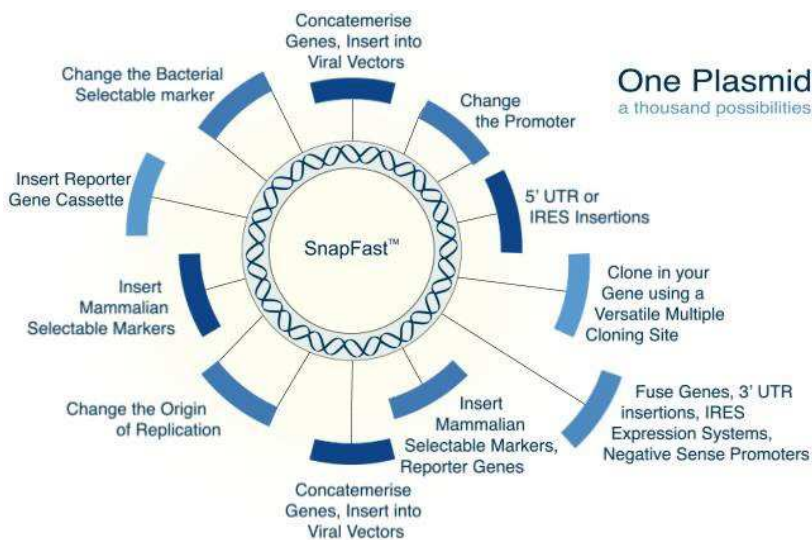 Concatemerise
Genes, Insert into
Viral Vectors
One Plasmid
a thousand possibilities
Change the Bacterial
Selectable marker
Change
the Promoter
Insert Reporter
Gene Cassette
5' UTR or
IRES Insertions
SnapFast™
Insert
Mammalian
Selectable Markers
Clone in your
Gene using a
Versatile Multiple
Cloning Site
Change the Origin
of Replication
Insert
Mammalian
Selectable Markers,
Reporter Genes
Fuse Genes, 3' UTR
insertions, IRES
Expression Systems,
Negative Sense Promoters
Concatemerise
Genes, Insert into
Viral Vectors